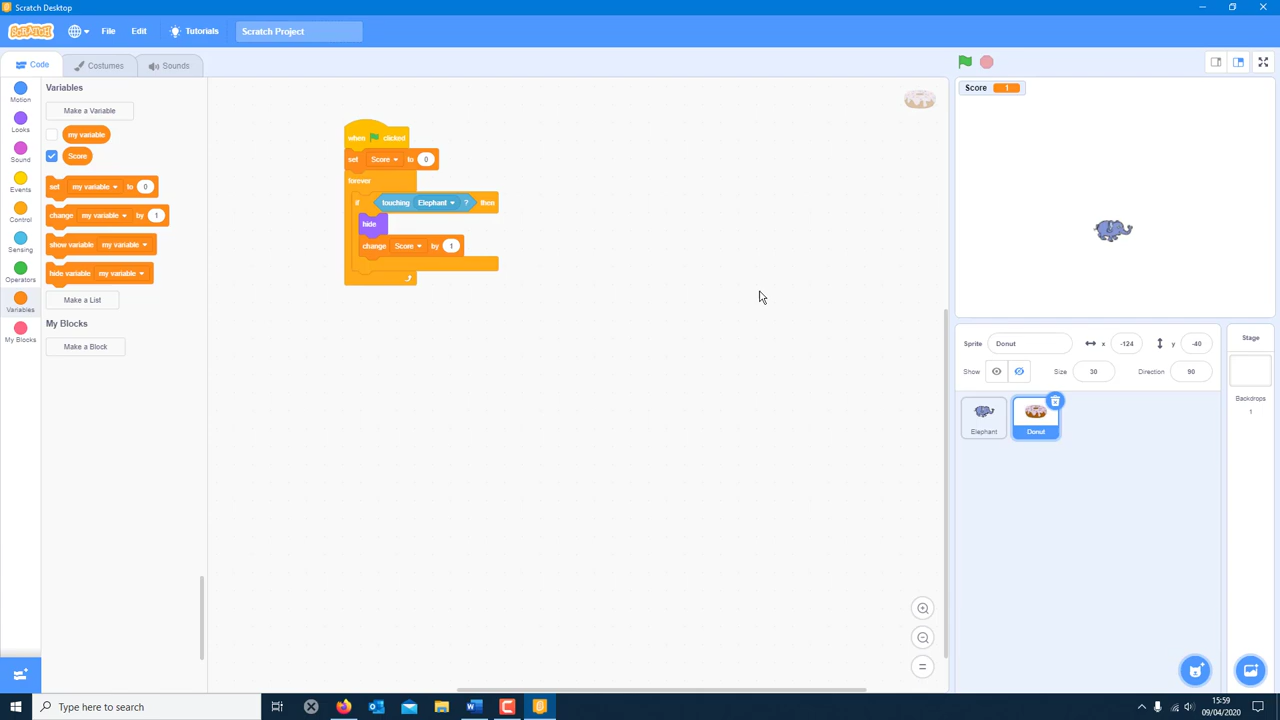 Scratch Desktop
SCRATCH
File
Edit
Tutorials
Scratch Project
Code
Costumes
Sounds
Motion
Looks
Sound
Events
Control
Sensing
Operators
Variables
My Blocks
Variables
Make a Variable
my variable
Score
set my variable to 0
change my variable by 1
show variable my variable
hide variable my variable
Make a List
My Blocks
Make a Block
when clicked
set Score to 0
forever
if touching Elephant ? then
hide
change Score by 1
Score 1
Sprite Donut x -124 y -40
Show Size 30 Direction 90
Elephant
Donut
Stage
Backdrops
1
Type here to search
15:59
09/04/2020